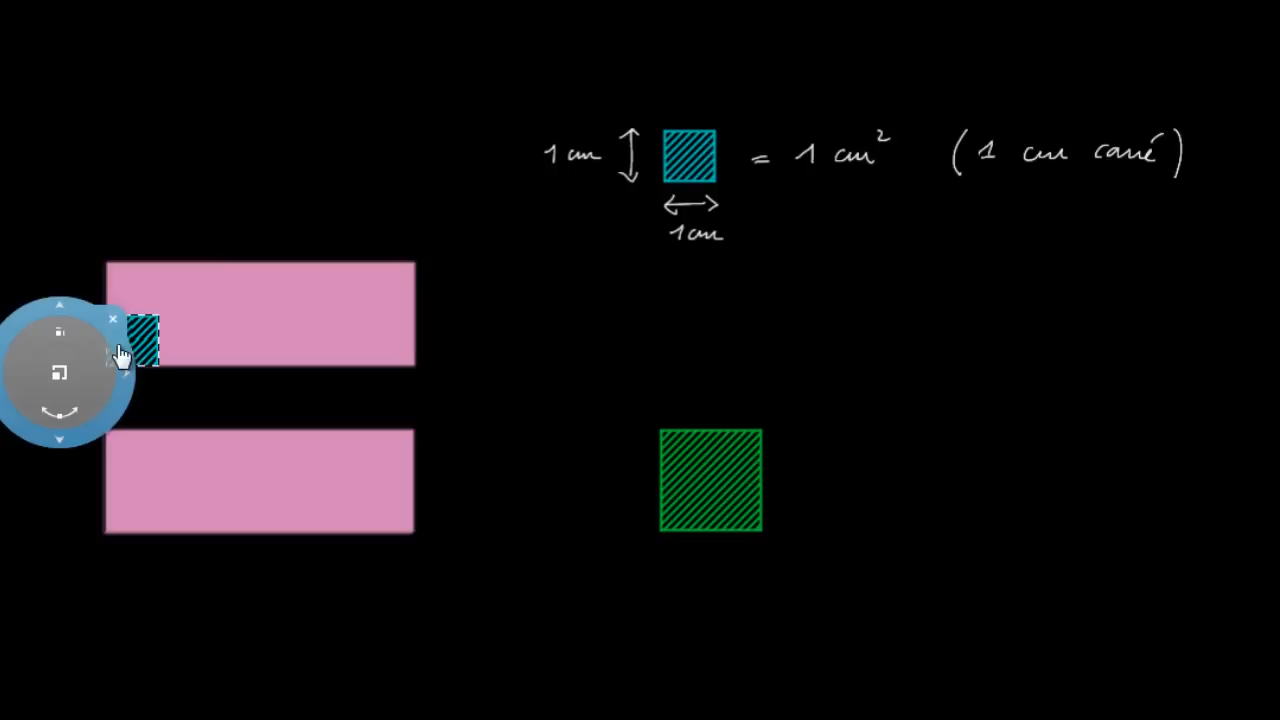 1 cm = 1 cm² (1 cm carré)
1 cm